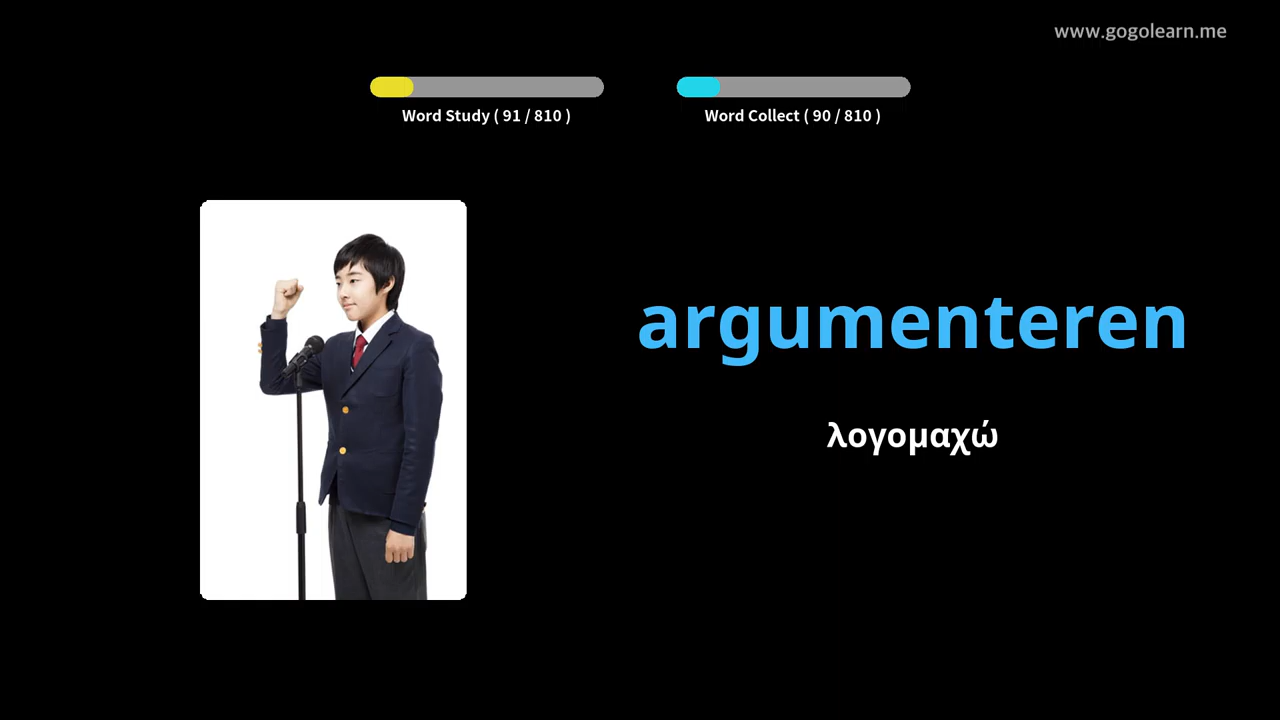 www.gogolearn.me
Word Study ( 91 / 810 )
Word Collect ( 90 / 810 )
argumenteren
λογομαχώ